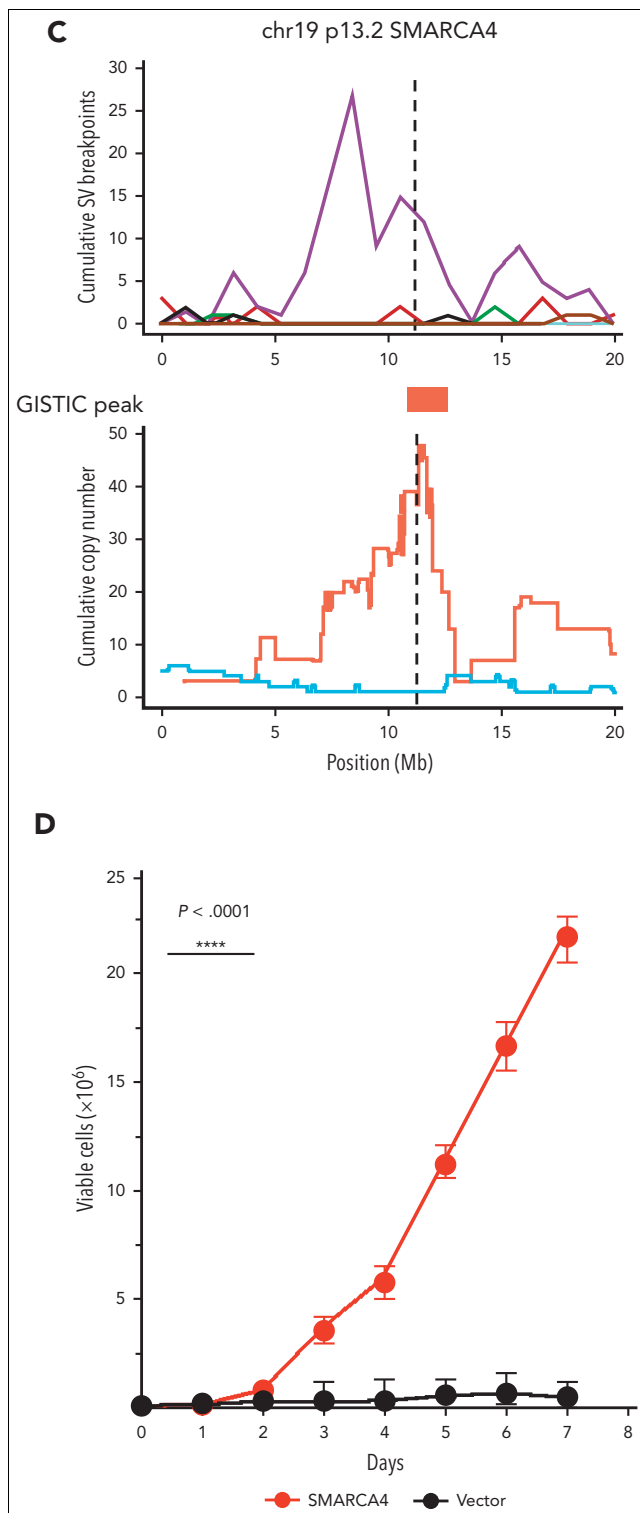 C
chr19 p13.2 SMARCA4
Cumulative SV breakpoints
30
25
20
15
10
5
0
0 5 10 15 20
GISTIC peak
Cumulative copy number
50
40
30
20
10
0
0 5 10 15 20
Position (Mb)
D
Viable cells (×10⁶)
25
20
15
10
5
P < .0001
****
0 1 2 3 4 5 6 7 8
Days
SMARCA4 Vector